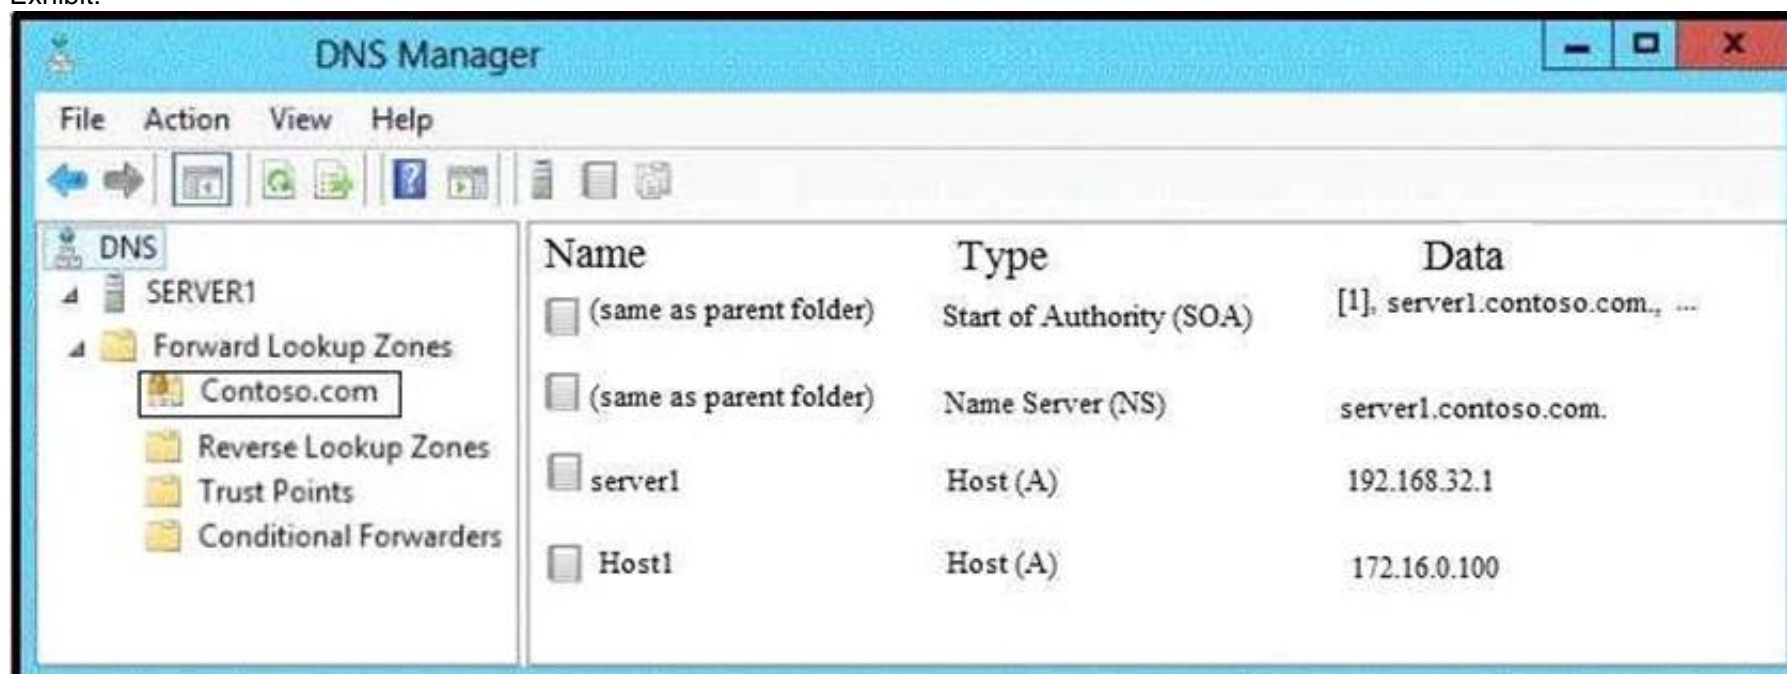 Exhibit:
DNS Manager
File Action View Help
DNS
SERVER1
Forward Lookup Zones
Contoso.com
Reverse Lookup Zones
Trust Points
Conditional Forwarders
Name Type Data
(same as parent folder) Start of Authority (SOA) [1], server1.contoso.com., ...
(same as parent folder) Name Server (NS) server1.contoso.com.
server1 Host (A) 192.168.32.1
Host1 Host (A) 172.16.0.100